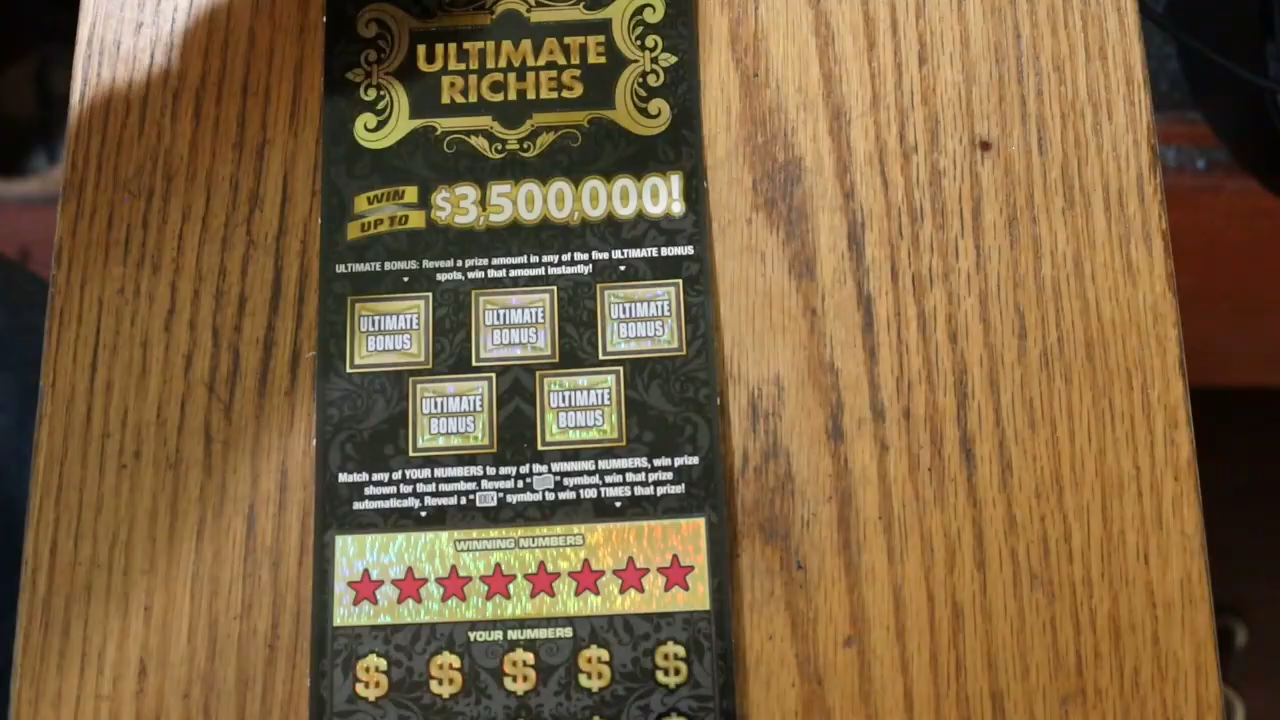 ULTIMATE
RICHES
WIN
UP TO
$3,500,000!
ULTIMATE BONUS: Reveal a prize amount in any of the five ULTIMATE BONUS
spots, win that amount instantly!
ULTIMATE
BONUS
ULTIMATE
BONUS
ULTIMATE
BONUS
ULTIMATE
BONUS
ULTIMATE
BONUS
Match any of YOUR NUMBERS to any of the WINNING NUMBERS, win prize
shown for that number. Reveal a " " symbol, win that prize
automatically. Reveal a "100X" symbol to win 100 TIMES that prize!
WINNING NUMBERS
YOUR NUMBERS
$ $ $ $ $